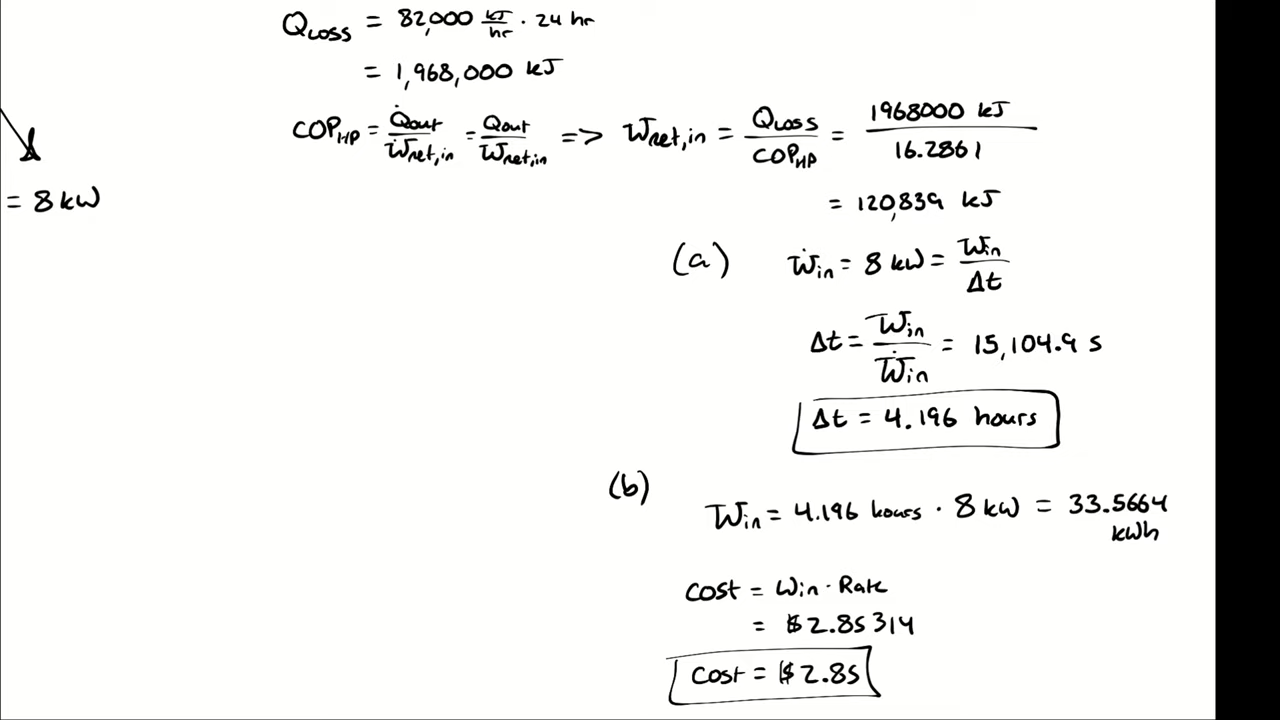 Q_Loss = 82,000 kJ/hr · 24 hr
= 1,968,000 kJ
COP_HP = Q̇out/Ẇnet,in = Qout/Wnet,in => Wnet,in = QLoss/COP_HP = 1968000 kJ/16.2861
= 8 kW
= 120,839 kJ
(a) Ẇin = 8 kW = Win/Δt
Δt = Win/Ẇin = 15,104.9 s
Δt = 4.196 hours
(b)
Win = 4.196 hours · 8 kW = 33.5664
kWh
Cost = Win · Rate
= $2.85314
Cost = $2.85